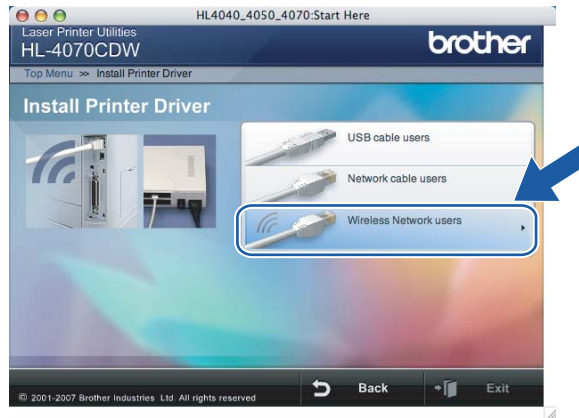 HL4040_4050_4070:Start Here
Laser Printer Utilities
HL-4070CDW
brother
Top Menu >> Install Printer Driver
Install Printer Driver
USB cable users
Network cable users
Wireless Network users
© 2001-2007 Brother Industries Ltd. All rights reserved
Back
Exit